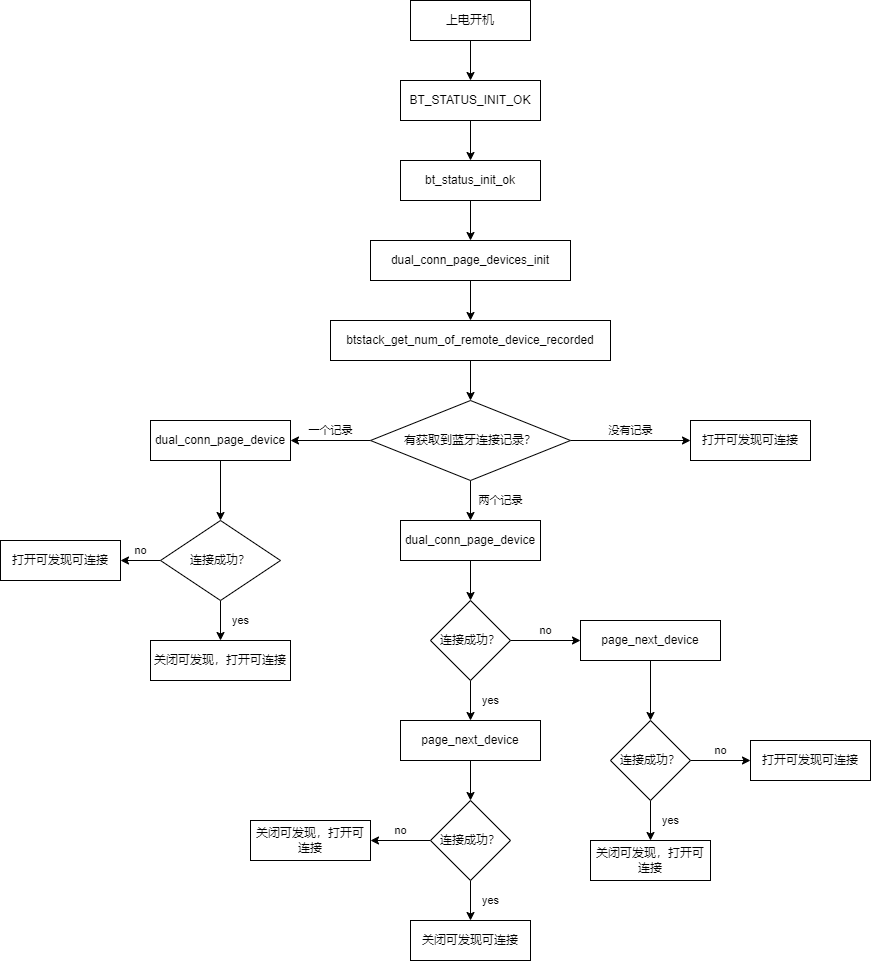 上电开机
BT_STATUS_INIT_OK
bt_status_init_ok
dual_conn_page_devices_init
btstack_get_num_of_remote_device_recorded
dual_conn_page_device
一个记录
有获取到蓝牙连接记录?
没有记录
打开可发现可连接
两个记录
dual_conn_page_device
打开可发现可连接
no
连接成功?
yes
关闭可发现，打开可连接
连接成功?
no
page_next_device
yes
page_next_device
连接成功?
no
打开可发现可连接
yes
关闭可发现，打开可
连接
关闭可发现，打开可
连接
no
连接成功?
yes
关闭可发现可连接